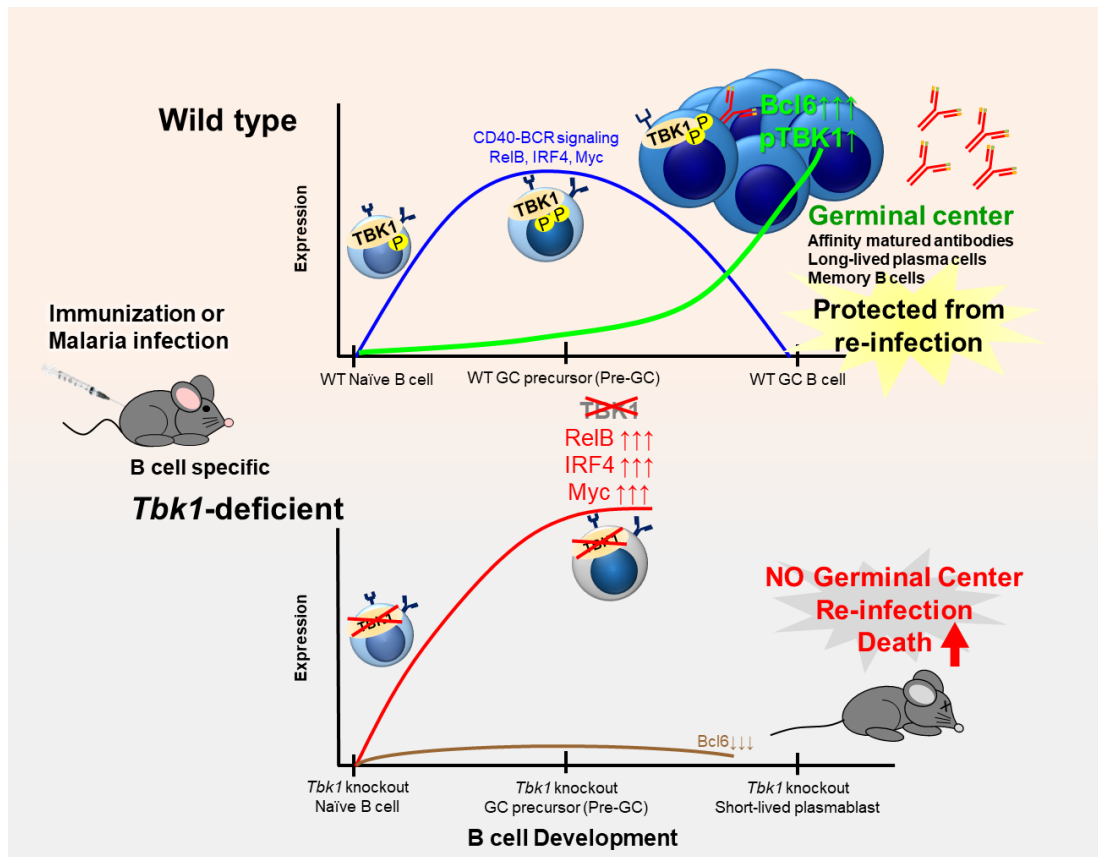 Wild type
CD40-BCR signaling
RelB, IRF4, Myc
TBK1
P
TBK1
P P
TBK1
P
P
Bcl6↑↑↑
pTBK1↑
Expression
Germinal center
Affinity matured antibodies
Long-lived plasma cells
Memory B cells
Protected from
re-infection
WT Naïve B cell
WT GC precursor (Pre-GC)
WT GC B cell
Immunization or
Malaria infection
B cell specific
Tbk1-deficient
TBK1
RelB ↑↑↑
IRF4 ↑↑↑
Myc ↑↑↑
TBK1
TBK1
Expression
NO Germinal Center
Re-infection
Death
Bcl6↓↓↓
Tbk1 knockout
Naïve B cell
Tbk1 knockout
GC precursor (Pre-GC)
Tbk1 knockout
Short-lived plasmablast
B cell Development